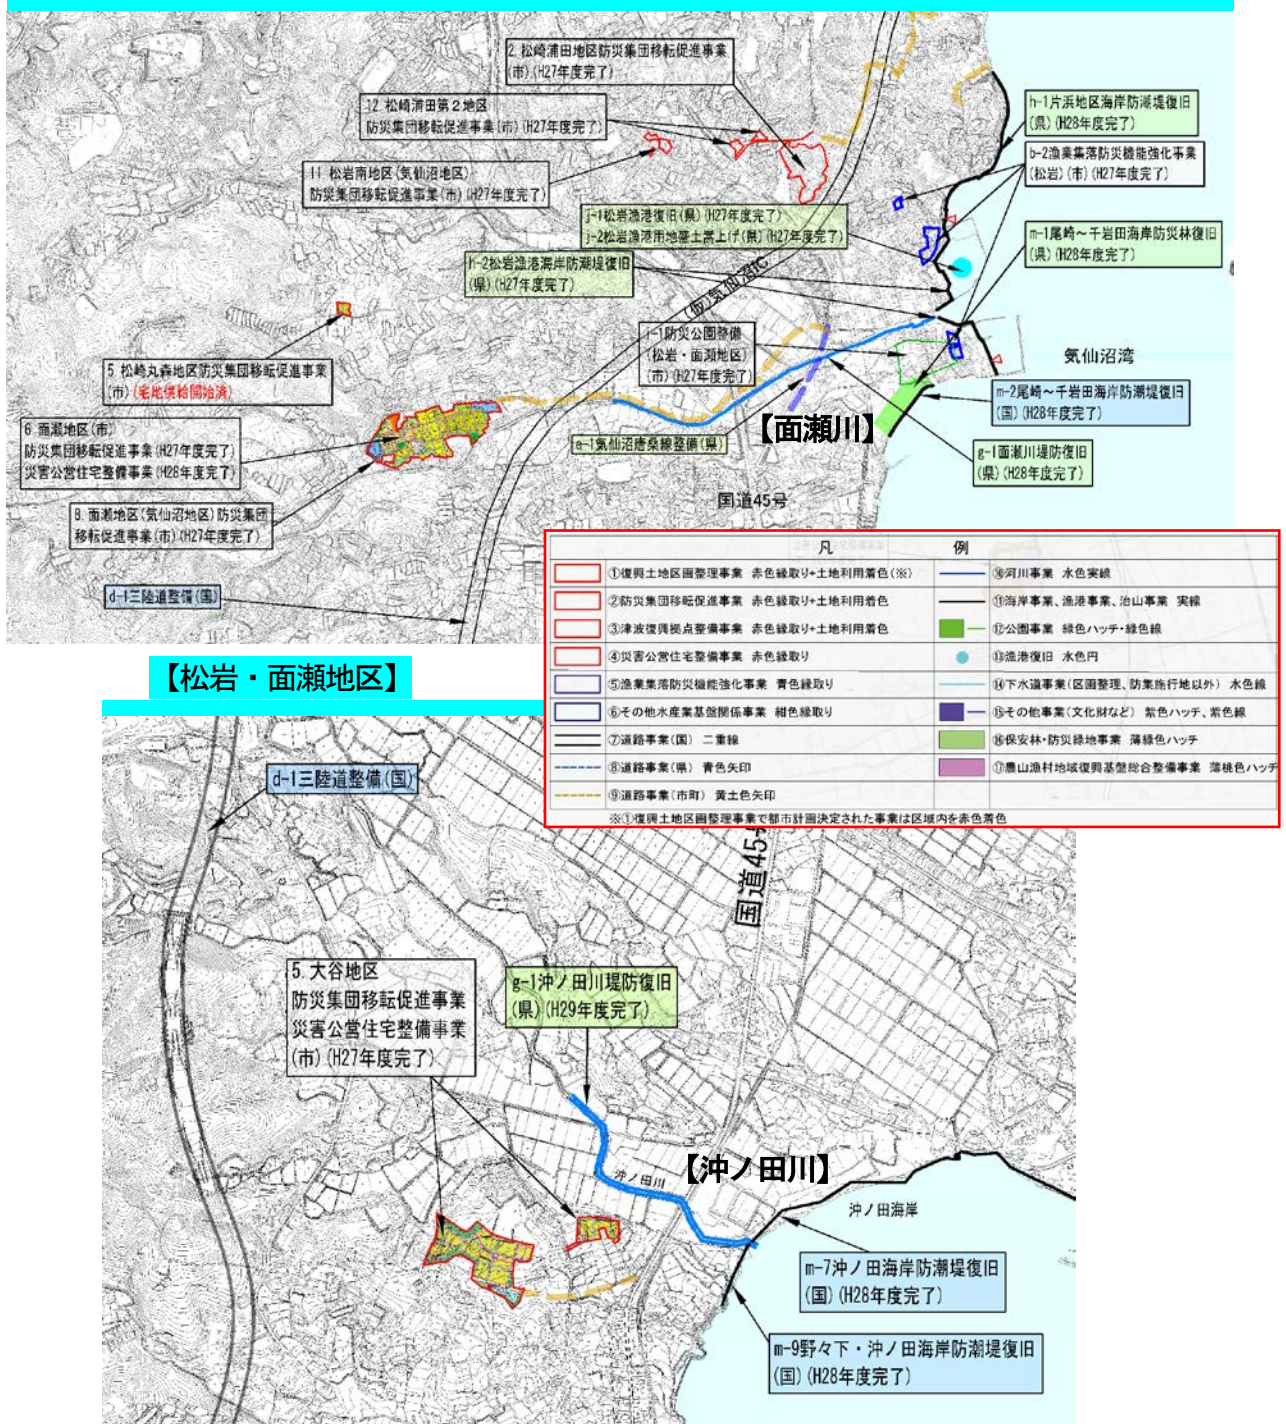 2. 松崎浦田地区防災集団移転促進事業
(市)(H27年度完了)
12. 松崎浦田第2地区
防災集団移転促進事業(市)(H27年度完了)
11. 松岩南地区(気仙沼地区)
防災集団移転促進事業(市)(H27年度完了)
h-1片浜地区海岸防潮堤復旧
(県)(H28年度完了)
b-2漁業集落防災機能強化事業
(松岩)(市)(H27年度完了)
j-1松岩漁港復旧(県)(H27年度完了)
j-2松岩漁港用地盛土嵩上げ(県)(H27年度完了)
m-1尾崎～千岩田海岸防災林復旧
(県)(H28年度完了)
h-2松岩漁港海岸防潮堤復旧
(県)(H27年度完了)
(仮)気仙沼IC
i-1防災公園整備
(松岩・面瀬地区)
(市)(H27年度完了)
気仙沼湾
5. 松崎丸森地区防災集団移転促進事業
(市)(宅地供給開始済)
m-2尾崎～千岩田海岸防潮堤復旧
(国)(H28年度完了)
6. 面瀬地区(市)
防災集団移転促進事業(H27年度完了)
災害公営住宅整備事業(H28年度完了)
【面瀬川】
e-1気仙沼唐桑線整備(県)
g-1面瀬川堤防復旧
(県)(H28年度完了)
国道45号
8. 面瀬地区(気仙沼地区)防災集団
移転促進事業(市)(H27年度完了)
d-1三陸道整備(国)
凡 例
①復興土地区画整理事業 赤色縁取り+土地利用着色(※)
②防災集団移転促進事業 赤色縁取り+土地利用着色
③津波復興拠点整備事業 赤色縁取り+土地利用着色
④災害公営住宅整備事業 赤色縁取り
⑤漁業集落防災機能強化事業 青色縁取り
⑥その他水産業基盤関係事業 紺色縁取り
⑦道路事業(国) 二重線
⑧道路事業(県) 青色矢印
⑨道路事業(市町) 黄土色矢印
⑩河川事業 水色実線
⑪海岸事業、漁港事業、治山事業 実線
⑫公園事業 緑色ハッチ・緑色線
⑬漁港復旧 水色円
⑭下水道事業(区画整理、防集施行地以外) 水色線
⑮その他事業(文化財など) 紫色ハッチ、紫色線
⑯保安林・防災緑地事業 薄緑色ハッチ
⑰農山漁村地域復興基盤総合整備事業 薄桃色ハッチ
※①復興土地区画整理事業で都市計画決定された事業は区域内を赤色着色
【松岩・面瀬地区】
d-1三陸道整備(国)
国道45号
5. 大谷地区
防災集団移転促進事業
災害公営住宅整備事業
(市)(H27年度完了)
g-1沖ノ田川堤防復旧
(県)(H29年度完了)
【沖ノ田川】
沖ノ田川
沖ノ田海岸
m-7沖ノ田海岸防潮堤復旧
(国)(H28年度完了)
m-9野々下・沖ノ田海岸防潮堤復旧
(国)(H28年度完了)